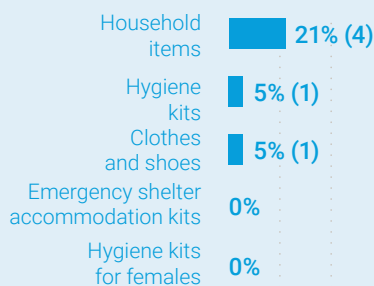 Household
items
21% (4)
Hygiene
kits
5% (1)
Clothes
and shoes
5% (1)
Emergency shelter
accommodation kits
0%
Hygiene kits
for females
0%